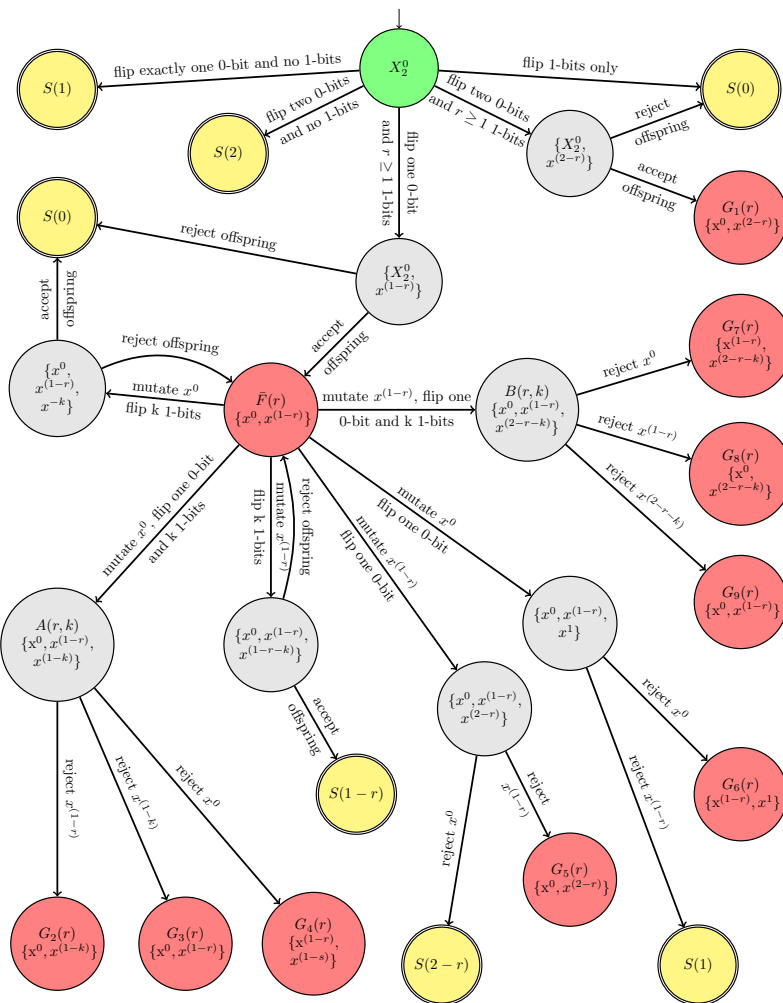 X_2^0
flip exactly one 0-bit and no 1-bits
flip 1-bits only
S(1)
S(0)
flip two 0-bits
and no 1-bits
flip two 0-bits
and r ≥ 1 1-bits
reject
offspring
S(2)
{X_2^0,
x^{(2−r)}}
flip one 0-bit
and r ≥ 1 1-bits
accept
offspring
S(0)
G_1(r)
{x^0, x^{(2−r)}}
reject offspring
{X_2^0,
x^{(1−r)}}
accept
offspring
accept
offspring
reject offspring
G_7(r)
{x^{(1−r)},
x^{(2−r−k)}}
{x^0,
x^{(1−r)},
x^{−k}}
mutate x^0
flip k 1-bits
F̄(r)
{x^0, x^{(1−r)}}
mutate x^{(1−r)}, flip one
0-bit and k 1-bits
B(r, k)
{x^0, x^{(1−r)},
x^{(2−r−k)}}
reject x^0
reject x^{(1−r)}
reject x^{(2−r−k)}
G_8(r)
{x^0,
x^{(2−r−k)}}
mutate x^0, flip one 0-bit
and k 1-bits
mutate x^{(1−r)}
flip k 1-bits
reject offspring
mutate x^{(1−r)}
flip one 0-bit
mutate x^0
flip one 0-bit
G_9(r)
{x^0, x^{(1−r)}}
A(r, k)
{x^0, x^{(1−r)},
x^{(1−k)}}
{x^0, x^{(1−r)},
x^{(1−r−k)}}
{x^0, x^{(1−r)},
x^1}
{x^0, x^{(1−r)},
x^{(2−r)}}
accept
offspring
reject x^0
reject x^{(1−r)}
reject x^{(1−r)}
reject x^{(1−k)}
reject x^0
S(1 − r)
reject x^0
reject
x^{(1−r)}
G_6(r)
{x^{(1−r)}, x^1}
G_5(r)
{x^0, x^{(2−r)}}
G_2(r)
{x^0, x^{(1−k)}}
G_3(r)
{x^0, x^{(1−r)}}
G_4(r)
{x^{(1−r)},
x^{(1−s)}}
S(2 − r)
S(1)